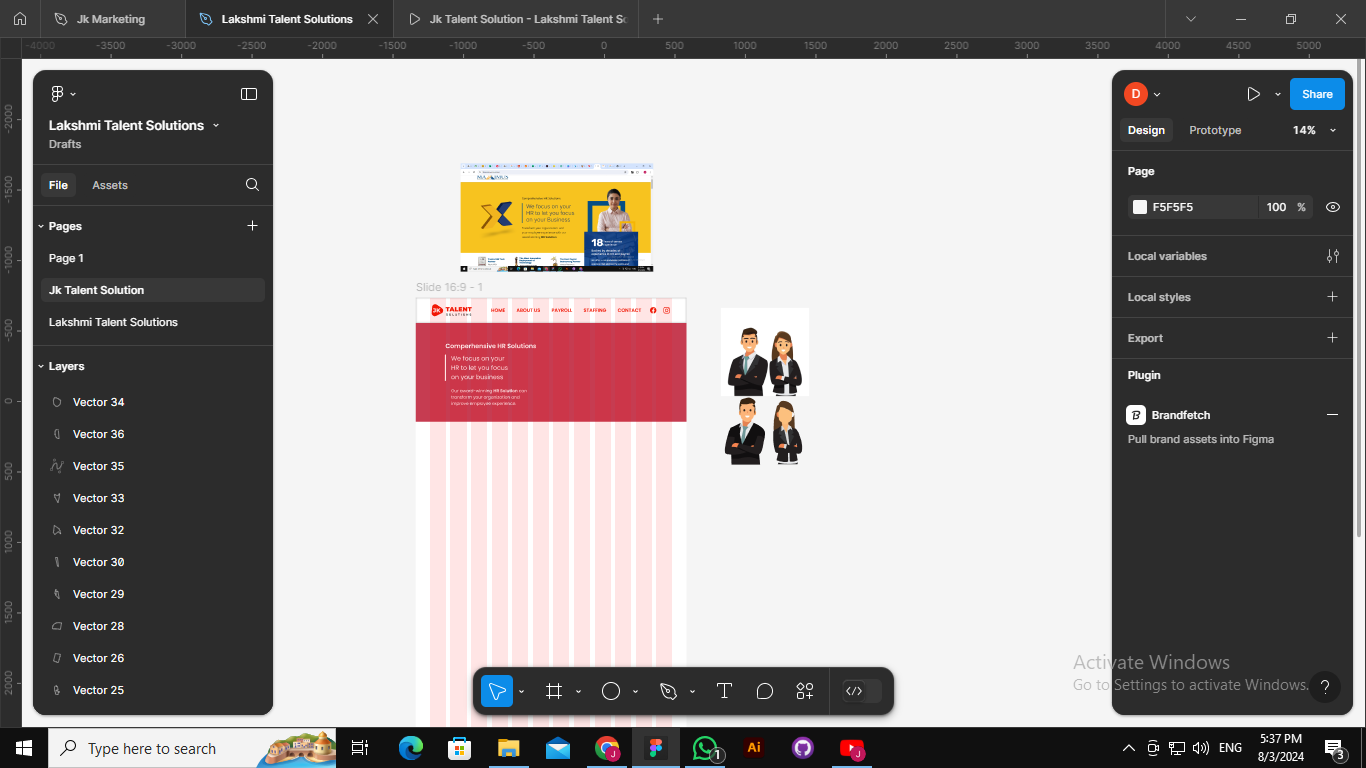 Jk Marketing
Lakshmi Talent Solutions
Jk Talent Solution - Lakshmi Talent So
-4000 -3500 -3000 -2500 -2000 -1500 -1000 -500 0 500 1000 1500 2000 2500 3000 3500 4000 4500 5000
-2000
-1500
-1000
-500
0
500
1000
1500
2000
Lakshmi Talent Solutions
Drafts
File Assets
Pages
Page 1
Jk Talent Solution
Lakshmi Talent Solutions
Layers
Vector 34
Vector 36
Vector 35
Vector 33
Vector 32
Vector 30
Vector 29
Vector 28
Vector 26
Vector 25
Comprehensive HR Solutions
We focus on your
HR to let you focus
on your Business
18
Slide 16:9 - 1
JK TALENT
SOLUTIONS
HOME ABOUT US PAYROLL STAFFING CONTACT
Comperhensive HR Solutions
We focus on your
HR to let you focus
on your business
Our award-winning HR Solution can
transform your organization and
improve employee experience.
D
Share
Design Prototype 14%
Page
F5F5F5 100 %
Local variables
Local styles
Export
Plugin
Brandfetch
Pull brand assets into Figma
Activate Windows
Go to Settings to activate Windows.
?
Type here to search
J
1
Ai
J
ENG
5:37 PM
8/3/2024
3